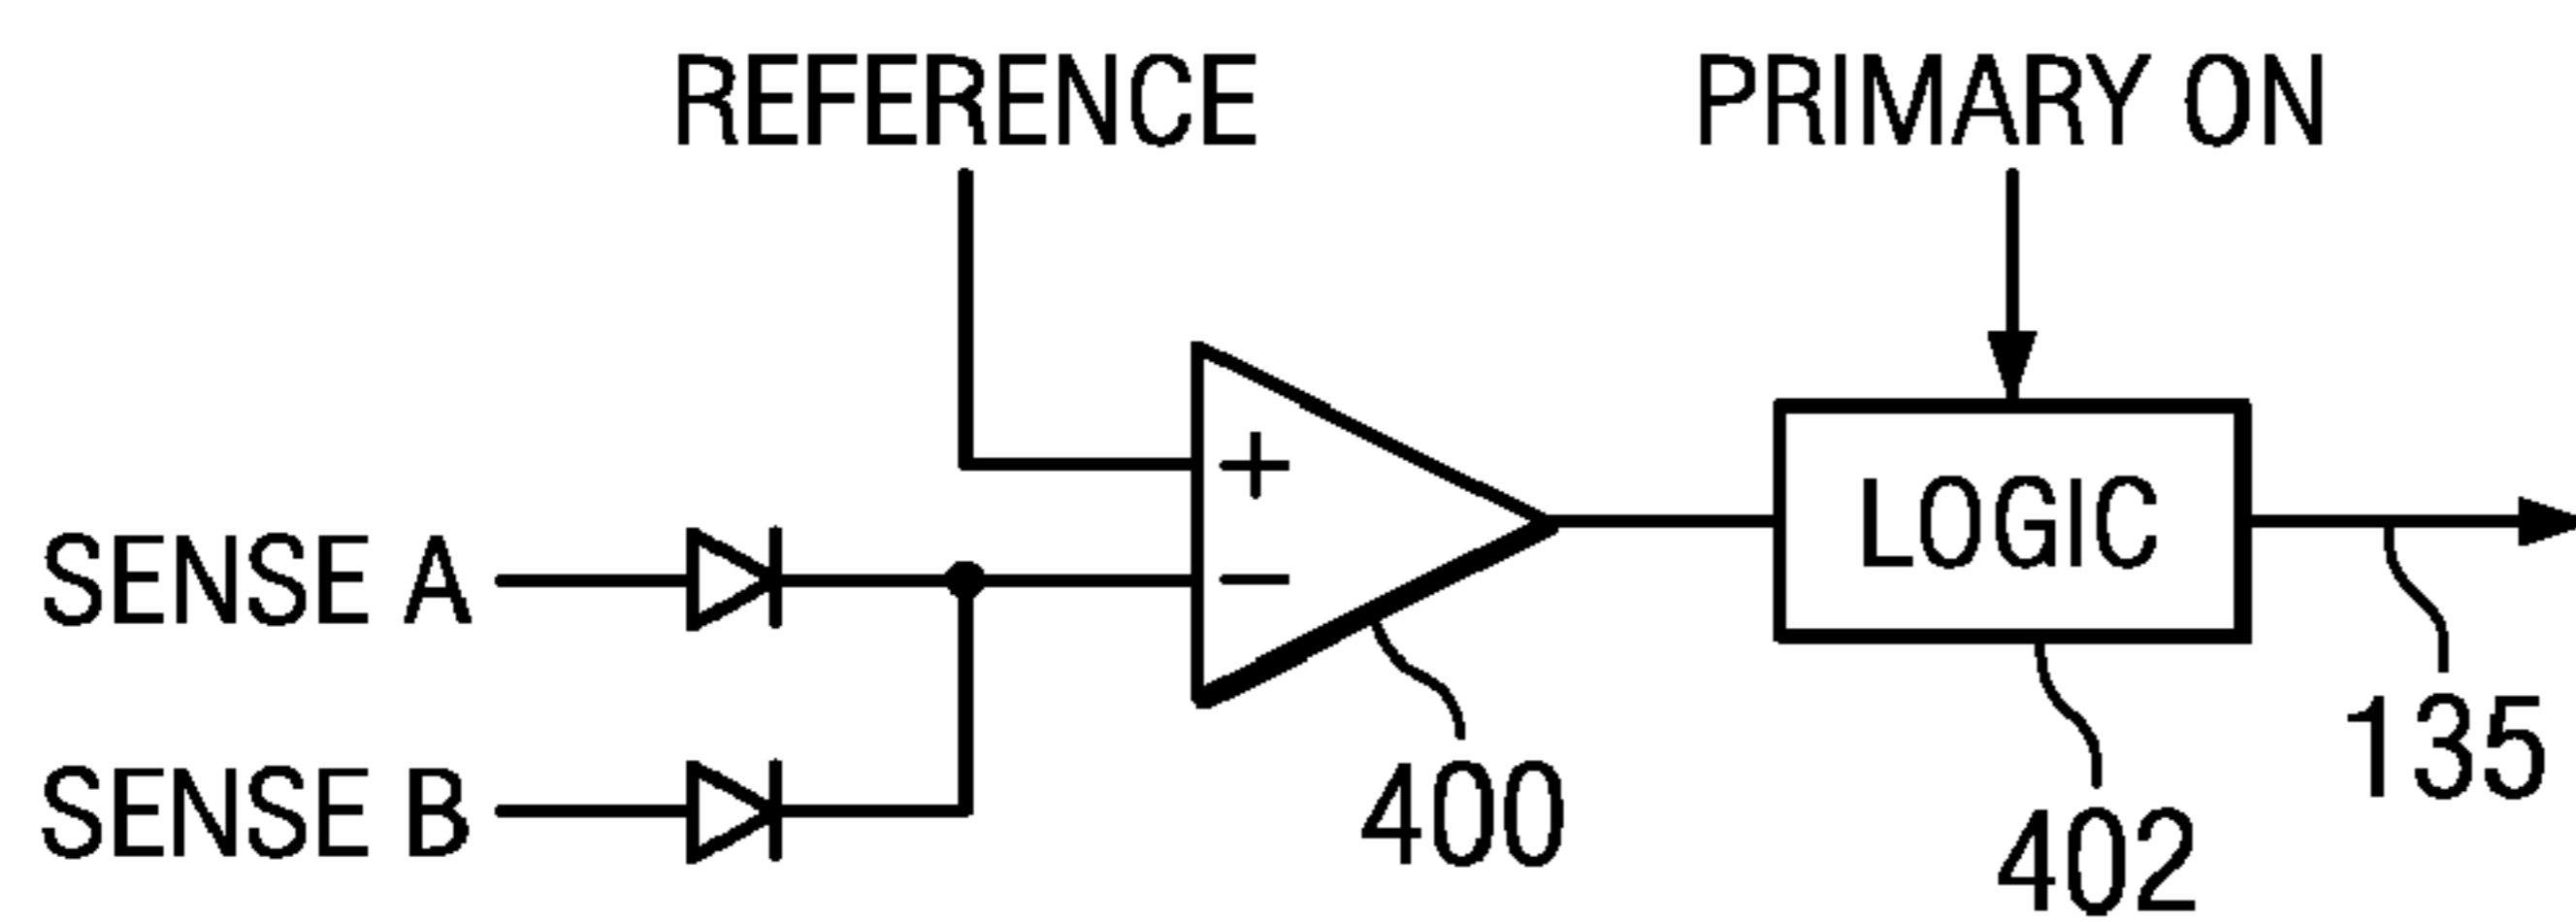 REFERENCE
PRIMARY ON
+
−
LOGIC
SENSE A
SENSE B
400
402
135